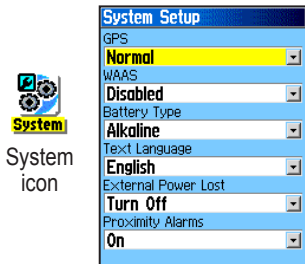 System Setup
GPS
Normal
WAAS
Disabled
Battery Type
Alkaline
Text Language
English
External Power Lost
Turn Off
Proximity Alarms
On
System
System
icon